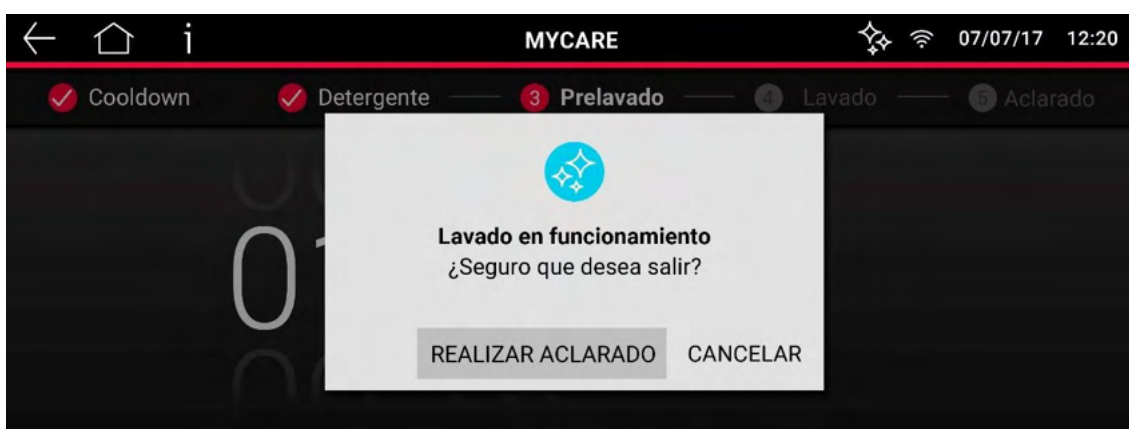 i MYCARE 07/07/17 12:20
Cooldown Detergente 3 Prelavado 4 Lavado 5 Aclarado
Lavado en funcionamiento
¿Seguro que desea salir?
REALIZAR ACLARADO CANCELAR